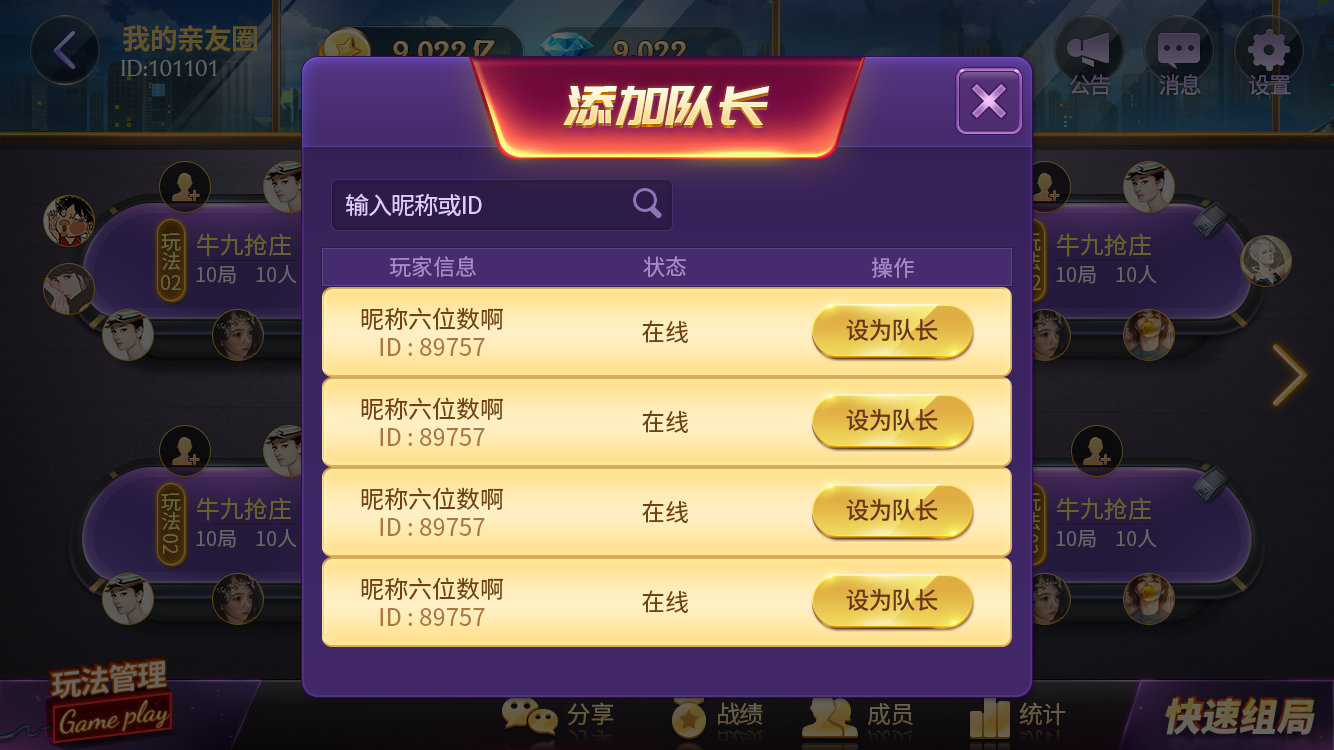 我的亲友圈
ID:101101
9,022亿
9,022
公告
消息
设置
添加队长
输入昵称或ID
玩家信息 状态 操作
昵称六位数啊
ID : 89757
在线
设为队长
昵称六位数啊
ID : 89757
在线
设为队长
昵称六位数啊
ID : 89757
在线
设为队长
昵称六位数啊
ID : 89757
在线
设为队长
玩法02
牛九抢庄
10局 10人
牛九抢庄
10局 10人
玩法02
牛九抢庄
10局 10人
牛九抢庄
10局 10人
玩法管理
Game play
分享
战绩
成员
统计
快速组局